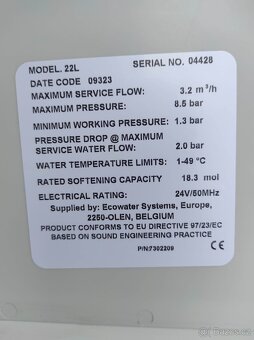 MODEL. 22L SERIAL NO. 04428
DATE CODE 09323
MAXIMUM SERVICE FLOW: 3.2 m³/h
MAXIMUM PRESSURE: 8.5 bar
MINIMUM WORKING PRESSURE: 1.3 bar
PRESSURE DROP @ MAXIMUM
SERVICE WATER FLOW: 2.0 bar
WATER TEMPERATURE LIMITS: 1-49 °C
RATED SOFTENING CAPACITY 18.3 mol
ELECTRICAL RATING: 24V/50MHz
Supplied by: Ecowater Systems, Europe,
2250-OLEN, BELGIUM
PRODUCT CONFORMS TO EU DIRECTIVE 97/23/EC
BASED ON SOUND ENGINEERING PRACTICE
P/N:7302209 CE